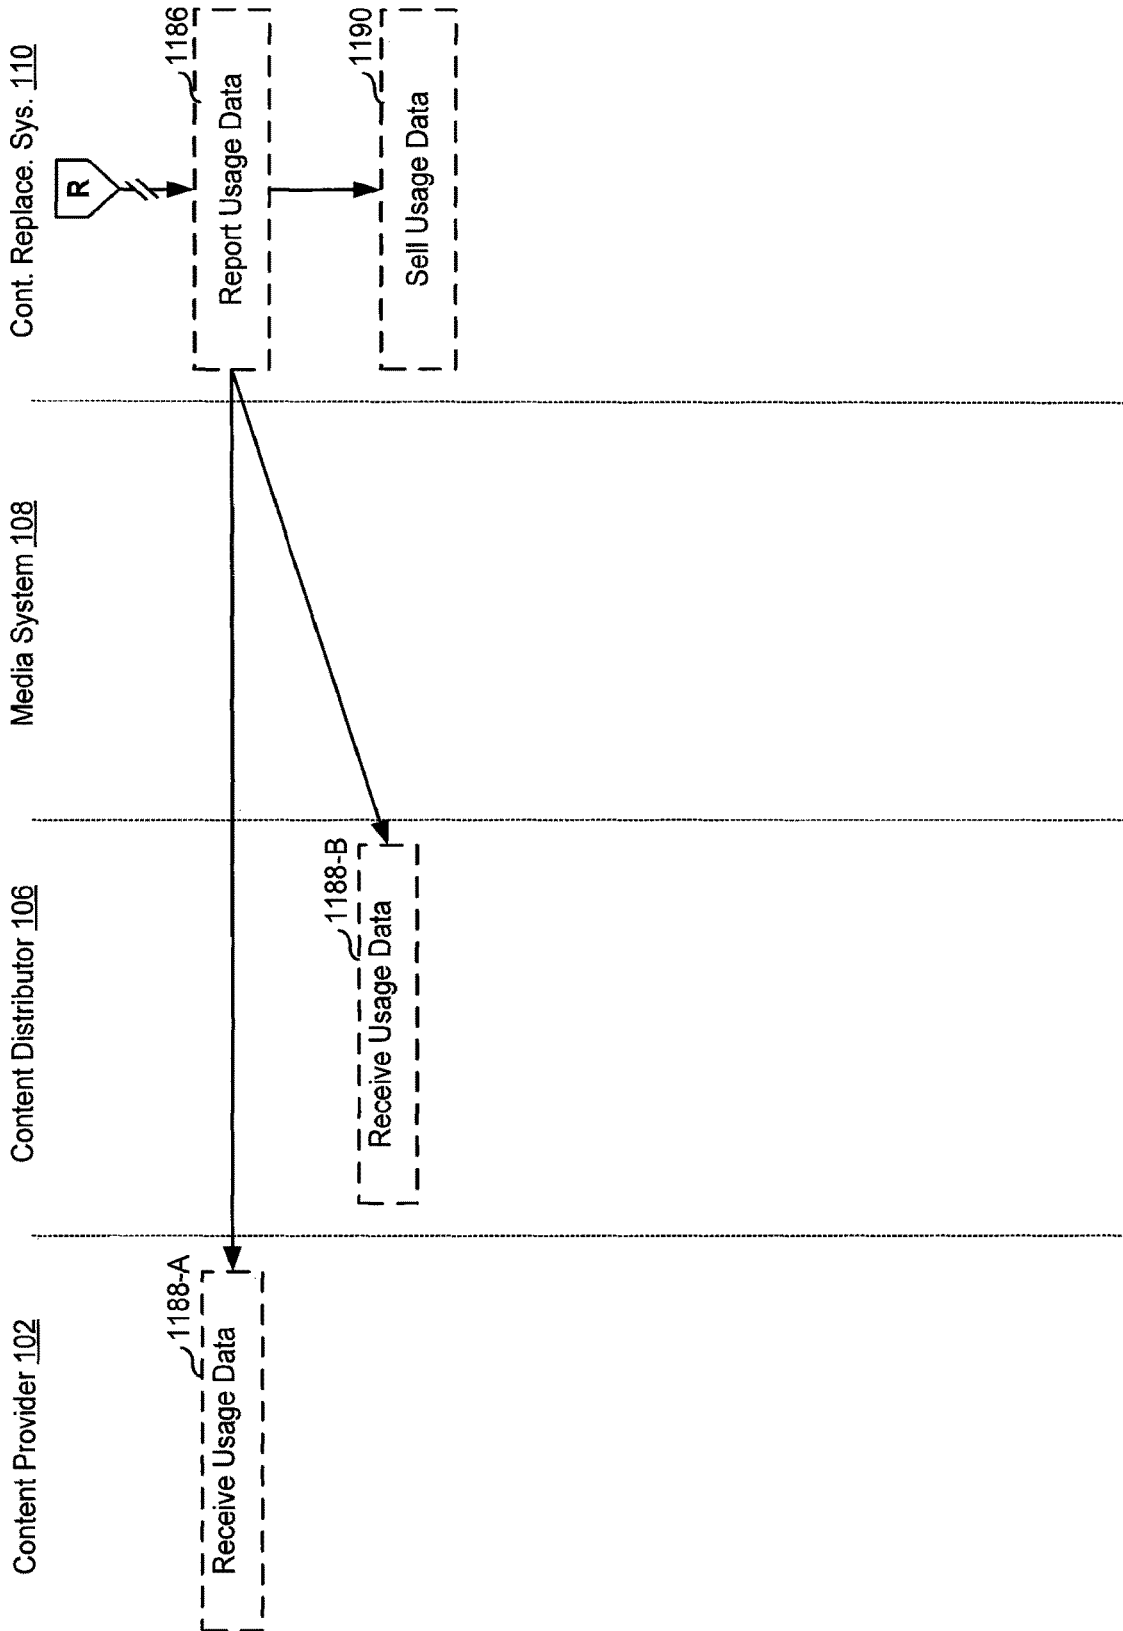 Content Provider 102
Content Distributor 106
Media System 108
Cont. Replace. Sys. 110
R
1186
Report Usage Data
1188-A
Receive Usage Data
1188-B
Receive Usage Data
1190
Sell Usage Data